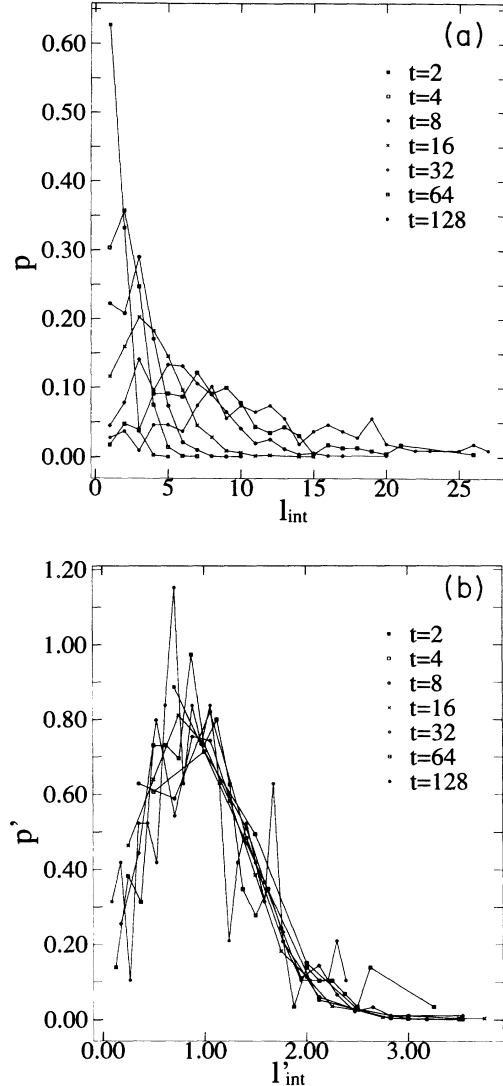 (a)
0.60
0.50
0.40
0.30
0.20
0.10
0.00
p
t=2
t=4
t=8
t=16
t=32
t=64
t=128
0 5 10 15 20 25
l_int
(b)
1.20
1.00
0.80
0.60
0.40
0.20
0.00
p'
t=2
t=4
t=8
t=16
t=32
t=64
t=128
0.00 1.00 2.00 3.00
l'_int